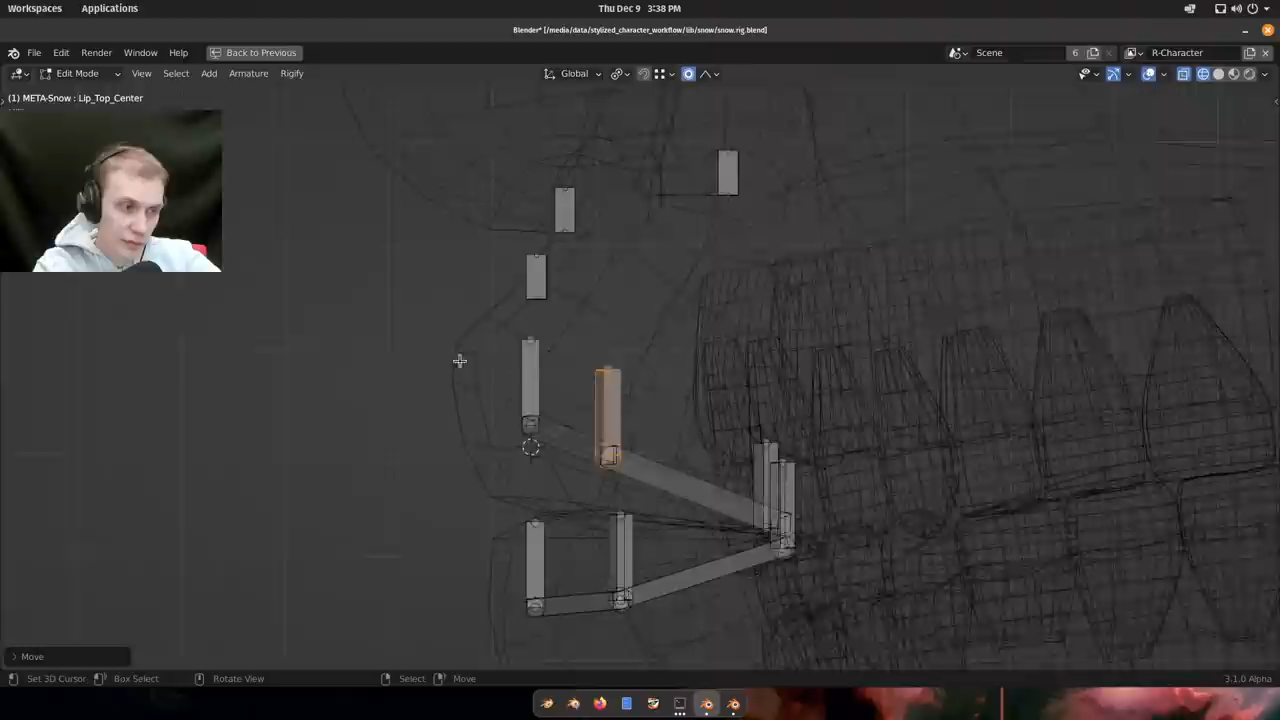 Workspaces Applications Thu Dec 9 3:38 PM
Blender* [/media/data/stylized_character_workflow/lib/snow/snow.rig.blend]
File Edit Render Window Help Back to Previous Scene 6 R-Character
Edit Mode View Select Add Armature Rigify Global
(1) META-Snow : Lip_Top_Center
Move
Set 3D Cursor Box Select Rotate View Select Move 3.1.0 Alpha